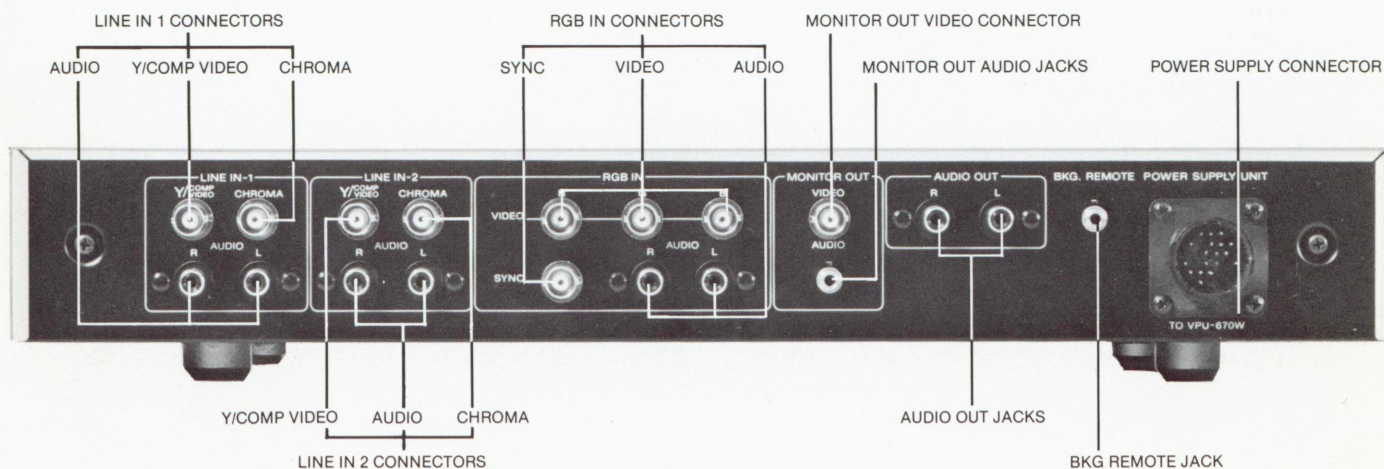 LINE IN 1 CONNECTORS
AUDIO Y/COMP VIDEO CHROMA
RGB IN CONNECTORS
SYNC VIDEO AUDIO
MONITOR OUT VIDEO CONNECTOR
MONITOR OUT AUDIO JACKS
POWER SUPPLY CONNECTOR
LINE IN-1
Y/COMP VIDEO CHROMA
AUDIO
R L
LINE IN-2
Y/COMP VIDEO CHROMA
AUDIO
R L
RGB IN
VIDEO
AUDIO
SYNC R L
MONITOR OUT
VIDEO
AUDIO
AUDIO OUT
R L
BKG. REMOTE
POWER SUPPLY UNIT
TO VPU-670W
Y/COMP VIDEO AUDIO CHROMA
LINE IN 2 CONNECTORS
AUDIO OUT JACKS
BKG REMOTE JACK